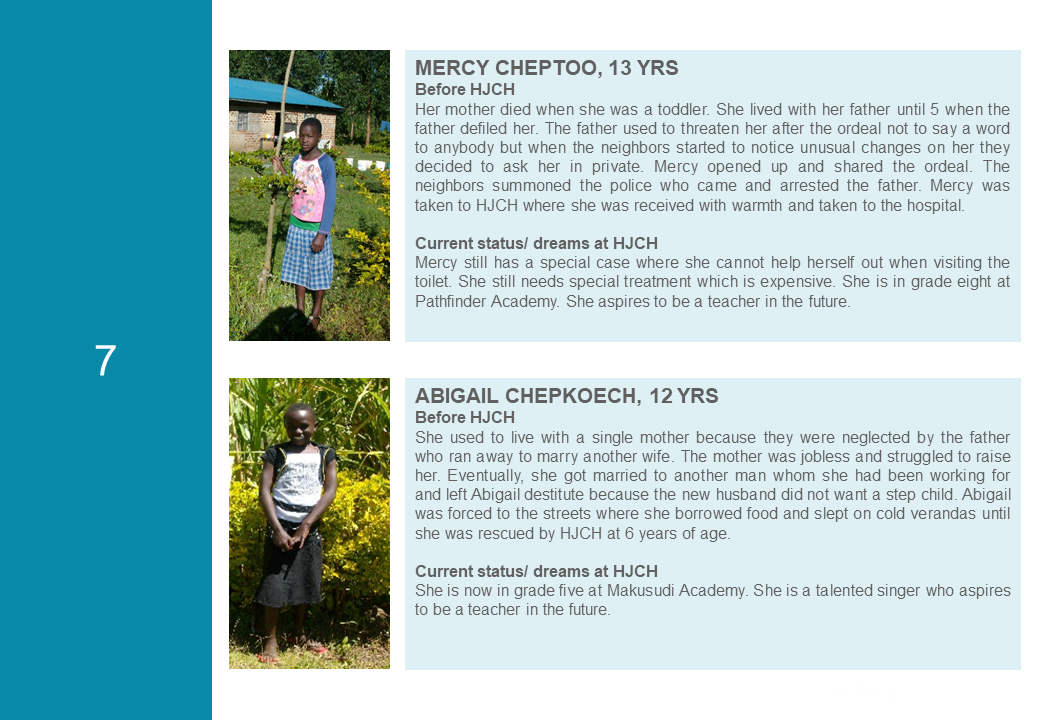 7
MERCY CHEPTOO, 13 YRS
Before HJCH
Her mother died when she was a toddler. She lived with her father until 5 when the
father defiled her. The father used to threaten her after the ordeal not to say a word
to anybody but when the neighbors started to notice unusual changes on her they
decided to ask her in private. Mercy opened up and shared the ordeal. The
neighbors summoned the police who came and arrested the father. Mercy was
taken to HJCH where she was received with warmth and taken to the hospital.
Current status/ dreams at HJCH
Mercy still has a special case where she cannot help herself out when visiting the
toilet. She still needs special treatment which is expensive. She is in grade eight at
Pathfinder Academy. She aspires to be a teacher in the future.
ABIGAIL CHEPKOECH, 12 YRS
Before HJCH
She used to live with a single mother because they were neglected by the father
who ran away to marry another wife. The mother was jobless and struggled to raise
her. Eventually, she got married to another man whom she had been working for
and left Abigail destitute because the new husband did not want a step child. Abigail
was forced to the streets where she borrowed food and slept on cold verandas until
she was rescued by HJCH at 6 years of age.
Current status/ dreams at HJCH
She is now in grade five at Makusudi Academy. She is a talented singer who aspires
to be a teacher in the future.